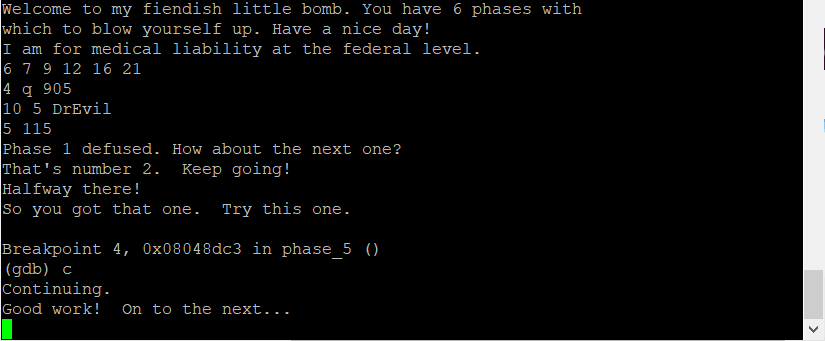 Welcome to my fiendish little bomb. You have 6 phases with
which to blow yourself up. Have a nice day!
I am for medical liability at the federal level.
6 7 9 12 16 21
4 q 905
10 5 DrEvil
5 115
Phase 1 defused. How about the next one?
That's number 2.  Keep going!
Halfway there!
So you got that one.  Try this one.
Breakpoint 4, 0x08048dc3 in phase_5 ()
(gdb) c
Continuing.
Good work!  On to the next...